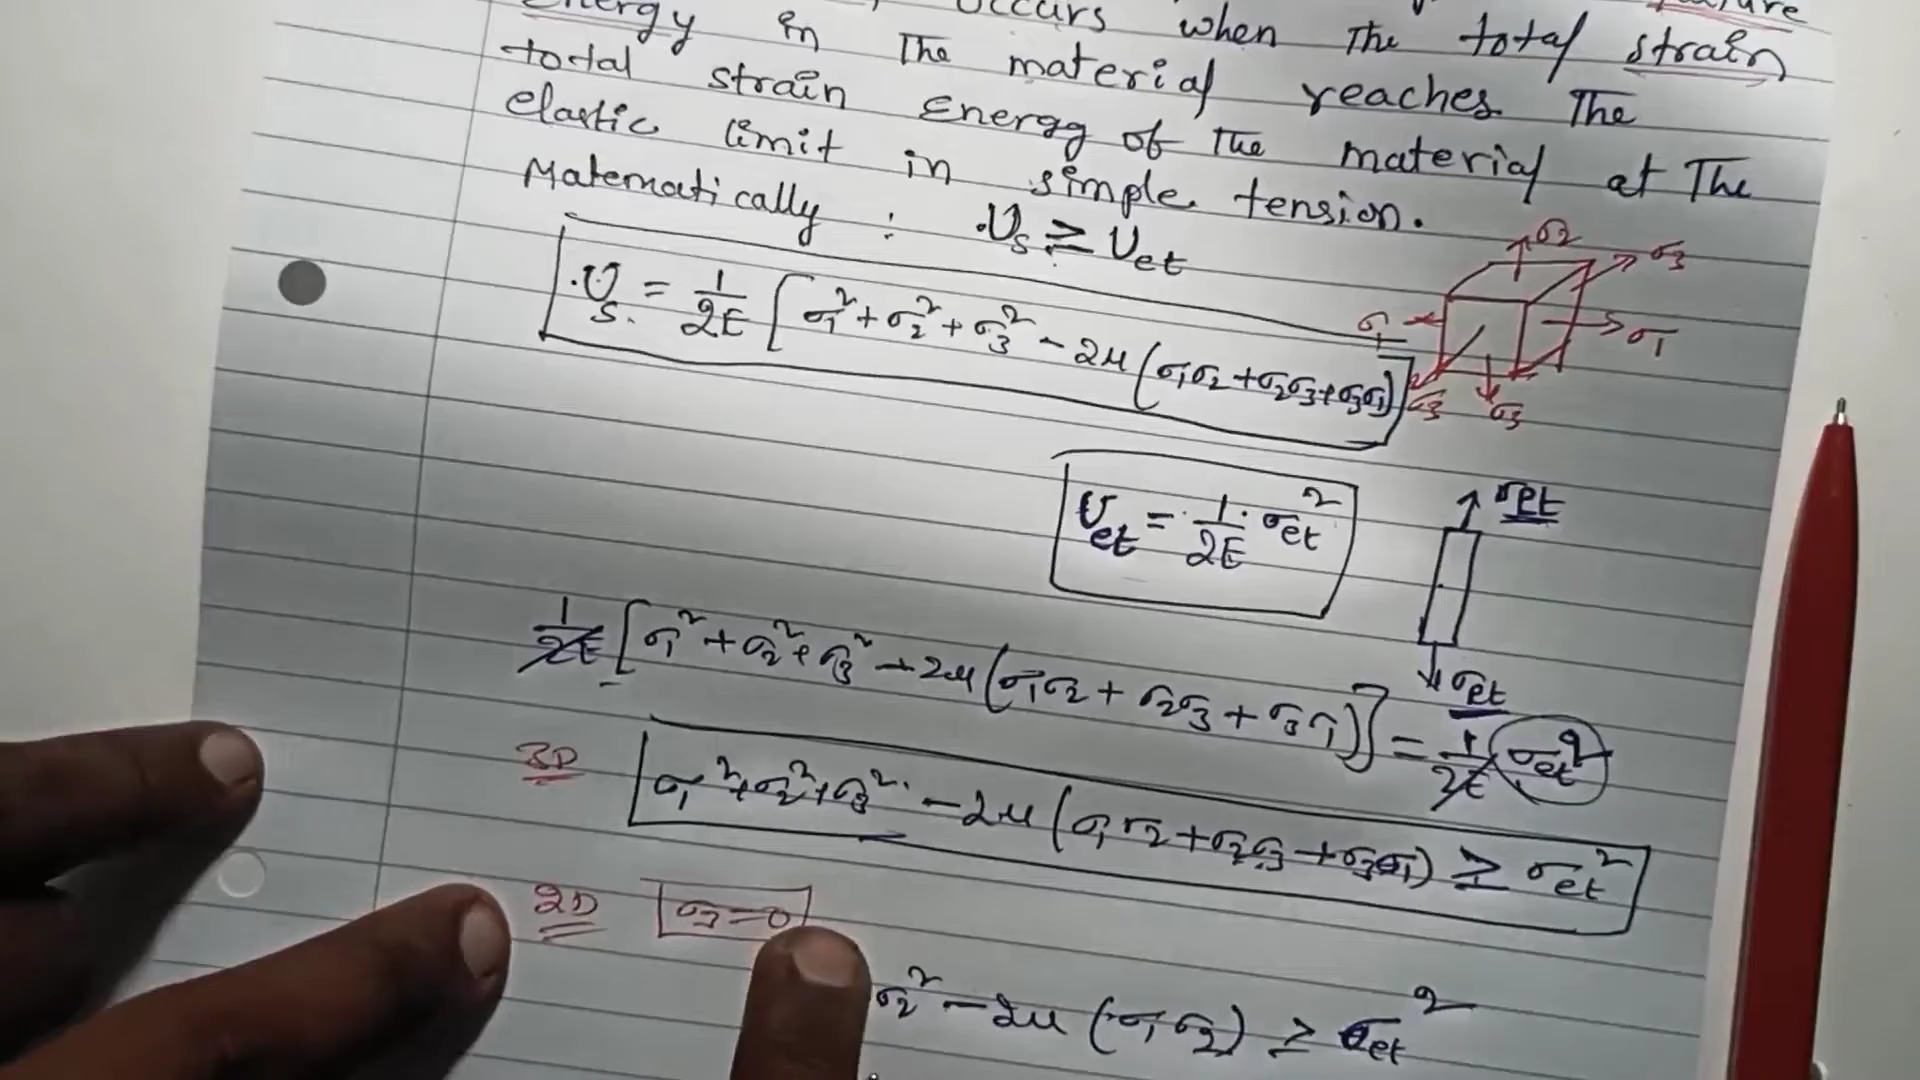 occurs when The total strain
Energy in The material reaches The
total strain Energy of The material at The
elastic limit in simple tension.
Matematically : Us ≥ Uet
Us = 1/2E [σ1² + σ2² + σ3² - 2μ (σ1σ2 + σ2σ3 + σ3σ1)]
σ2
σ3
σ1
σ1
σ3
σ3
Uet = 1/2E σet²
σet
σet
1/2E [σ1² + σ2² + σ3² - 2μ (σ1σ2 + σ2σ3 + σ3σ1)] = 1/2E σet²
3D σ1² + σ2² + σ3² - 2μ (σ1σ2 + σ2σ3 + σ3σ1) ≥ σet²
2D σ3 = 0
σ2² - 2μ (σ1σ2) ≥ σet²